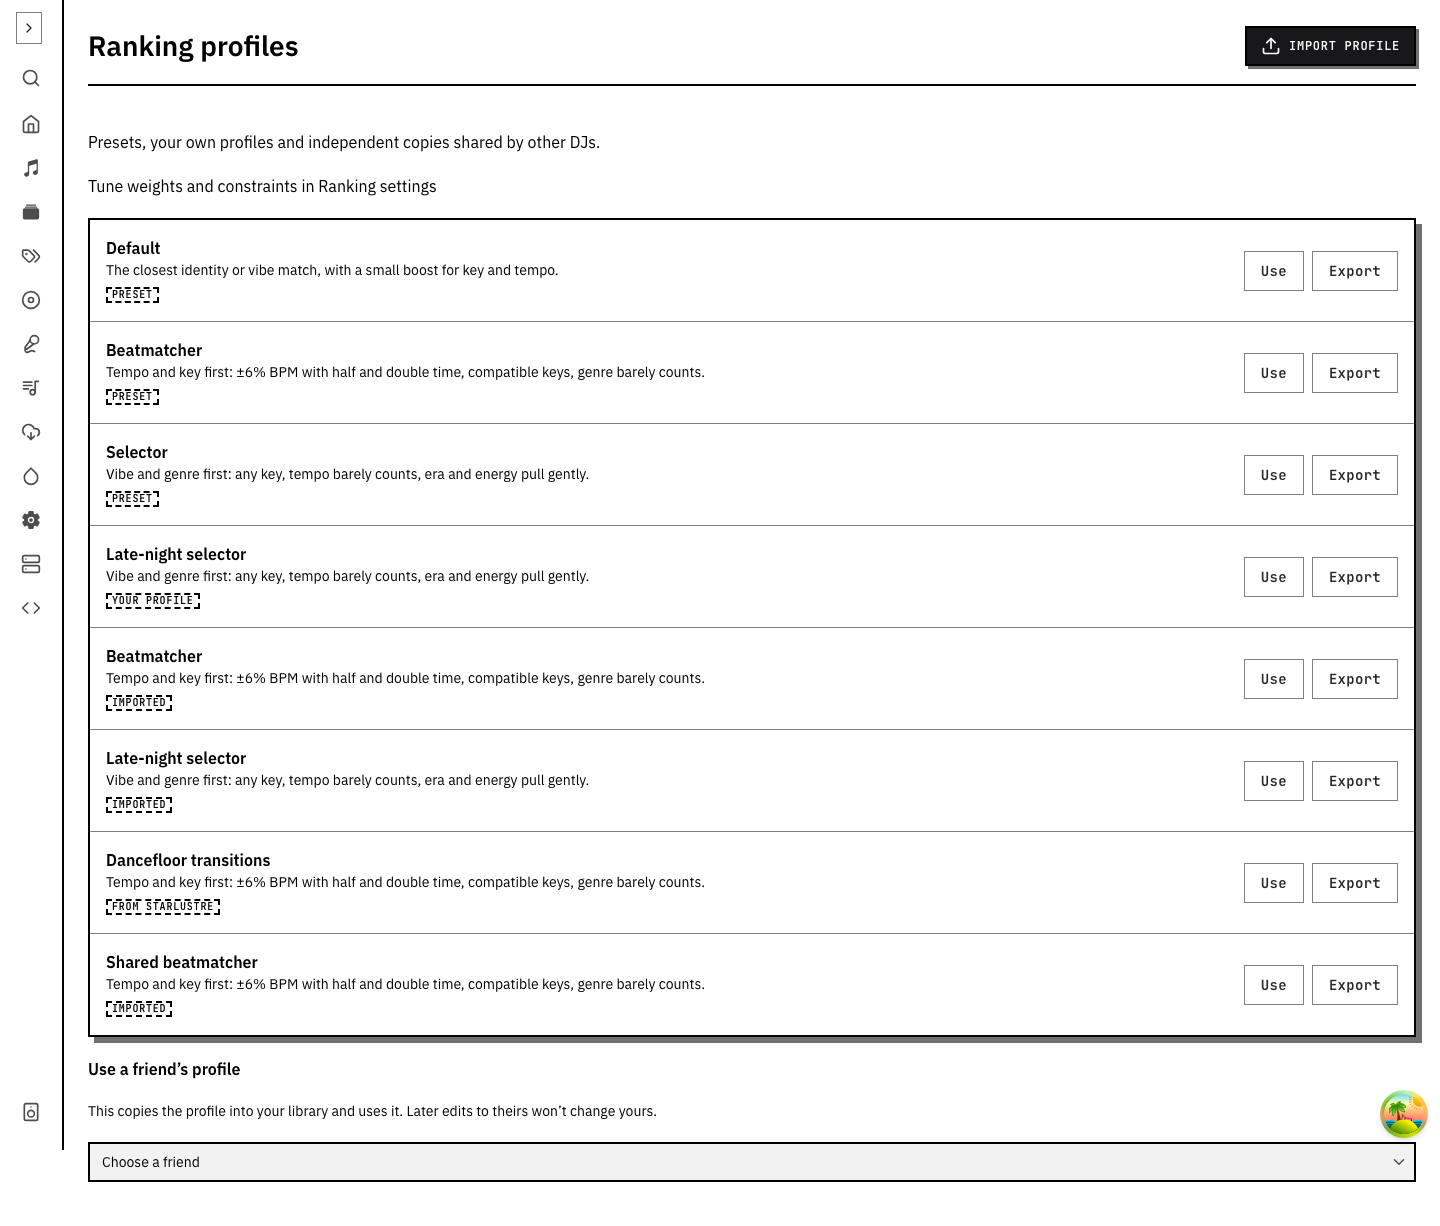 Ranking profiles
IMPORT PROFILE
Presets, your own profiles and independent copies shared by other DJs.
Tune weights and constraints in Ranking settings
Default
The closest identity or vibe match, with a small boost for key and tempo.
PRESET
Use Export
Beatmatcher
Tempo and key first: ±6% BPM with half and double time, compatible keys, genre barely counts.
PRESET
Use Export
Selector
Vibe and genre first: any key, tempo barely counts, era and energy pull gently.
PRESET
Use Export
Late-night selector
Vibe and genre first: any key, tempo barely counts, era and energy pull gently.
YOUR PROFILE
Use Export
Beatmatcher
Tempo and key first: ±6% BPM with half and double time, compatible keys, genre barely counts.
IMPORTED
Use Export
Late-night selector
Vibe and genre first: any key, tempo barely counts, era and energy pull gently.
IMPORTED
Use Export
Dancefloor transitions
Tempo and key first: ±6% BPM with half and double time, compatible keys, genre barely counts.
FROM STARLUSTRE
Use Export
Shared beatmatcher
Tempo and key first: ±6% BPM with half and double time, compatible keys, genre barely counts.
IMPORTED
Use Export
Use a friend’s profile
This copies the profile into your library and uses it. Later edits to theirs won’t change yours.
Choose a friend